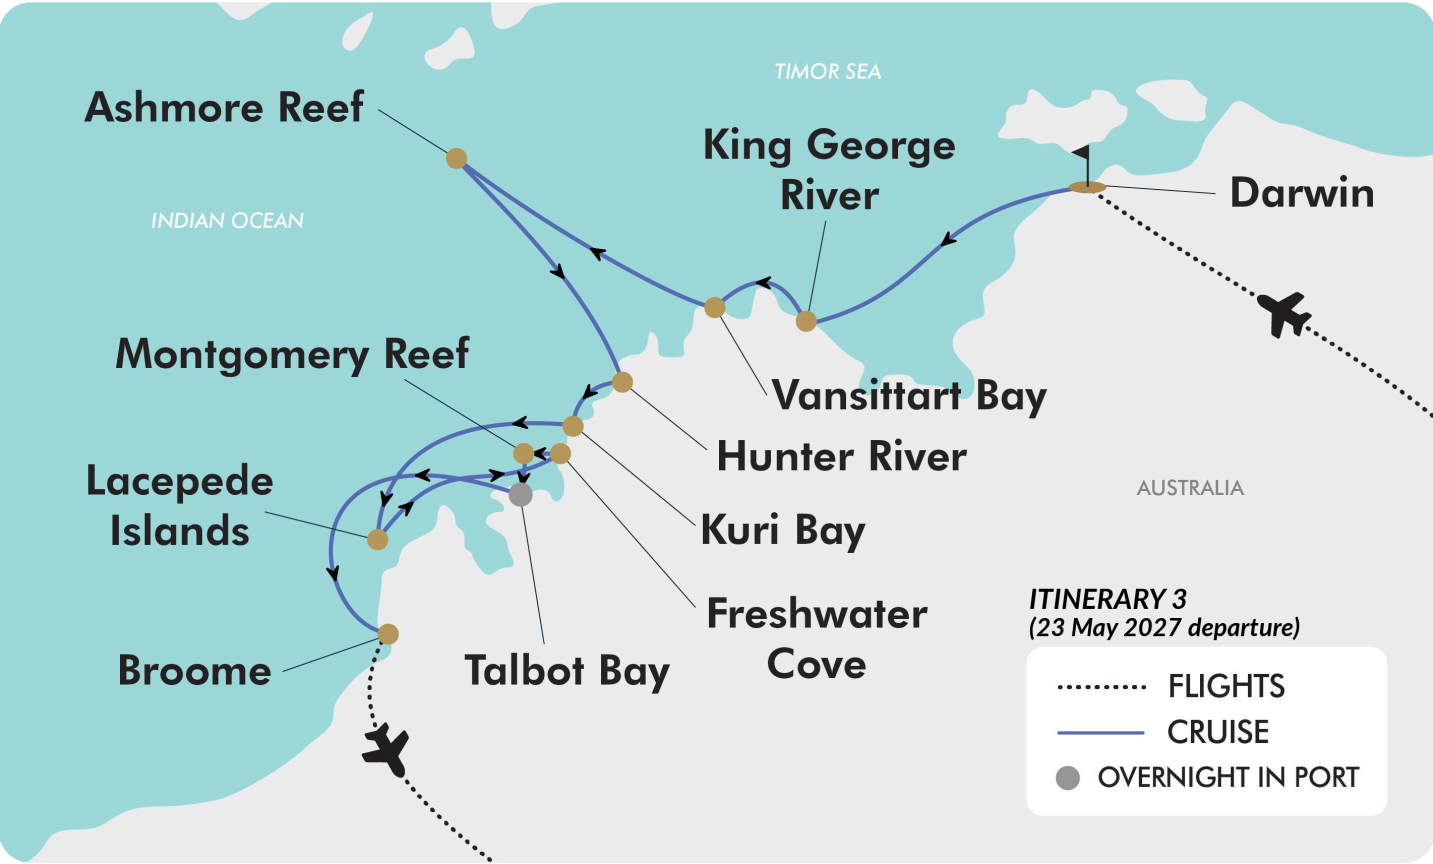 TIMOR SEA
Ashmore Reef
King George
River
Darwin
INDIAN OCEAN
Montgomery Reef
Vansittart Bay
Hunter River
Lacepede
Islands
AUSTRALIA
Kuri Bay
Freshwater
Cove
Talbot Bay
Broome
ITINERARY 3
(23 May 2027 departure)
FLIGHTS
CRUISE
OVERNIGHT IN PORT